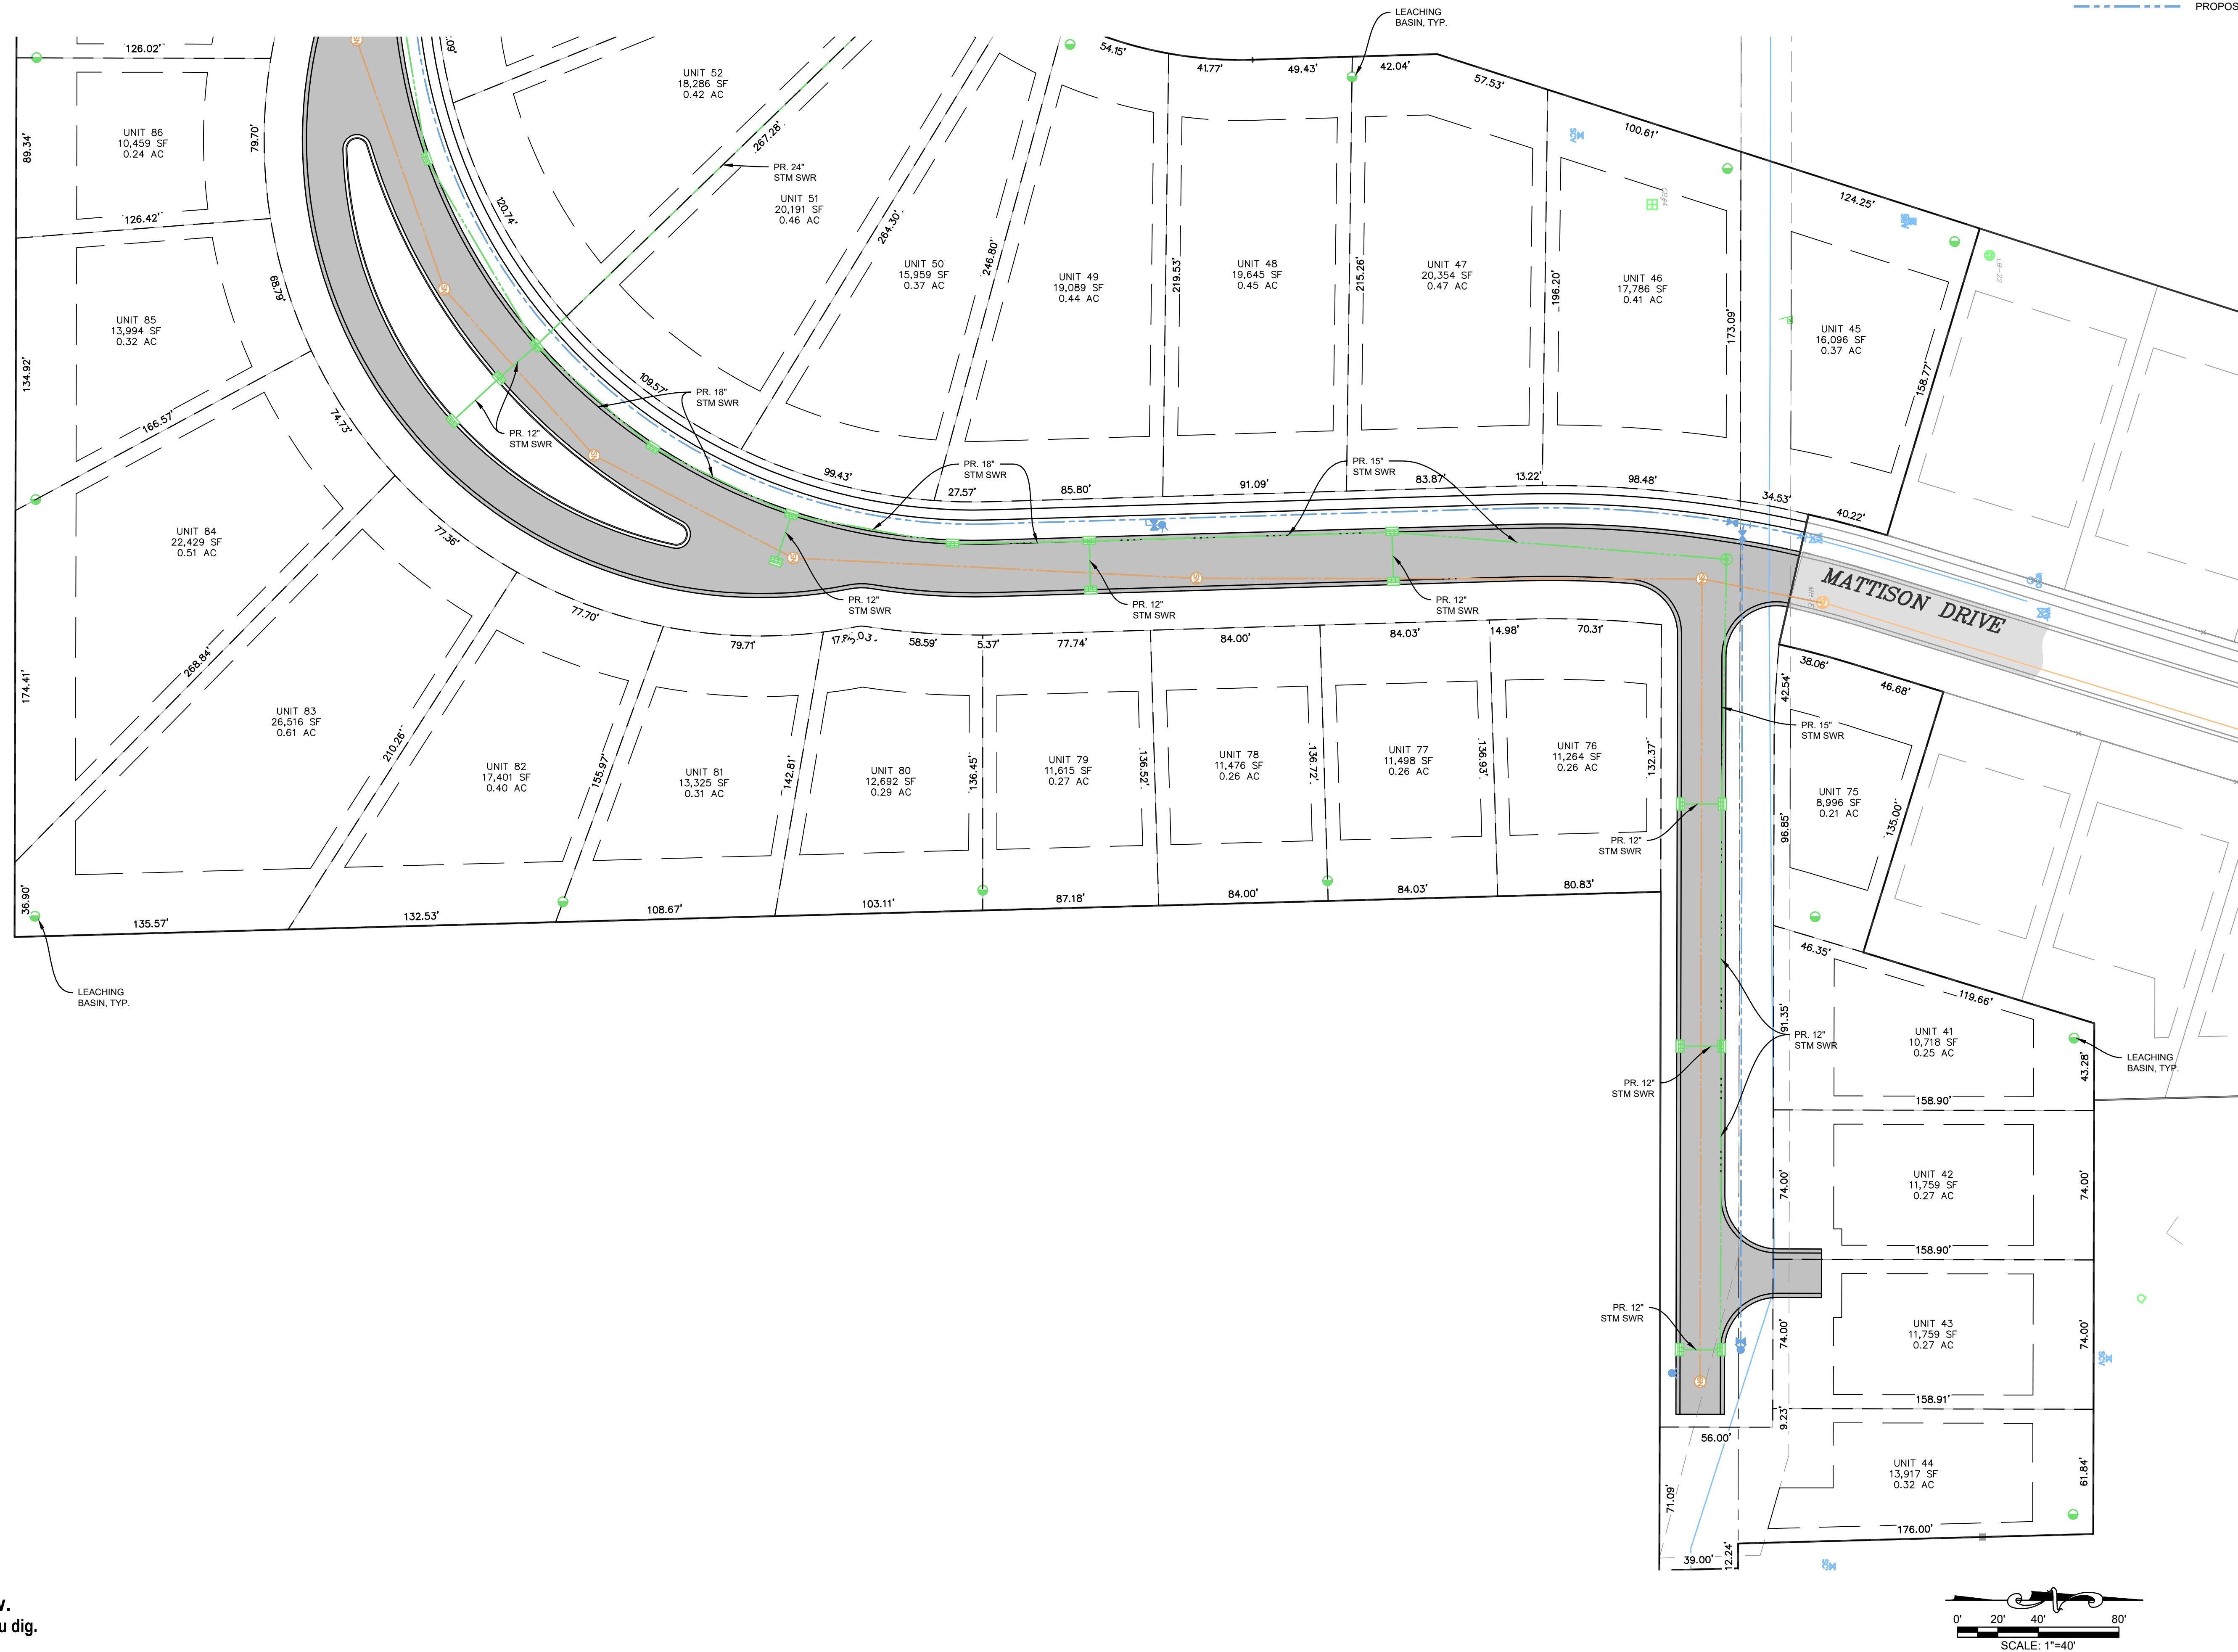 PROPOS
LEACHING
BASIN, TYP.
126.02'
54.15'
41.77'
49.43'
42.04'
57.53'
100.61'
124.25'
UNIT 52
18,286 SF
0.42 AC
UNIT 86
10,459 SF
0.24 AC
89.34'
79.70'
267.28'
PR. 24"
STM SWR
UNIT 51
20,191 SF
0.46 AC
120.74'
126.42'
264.30'
246.80'
UNIT 50
15,959 SF
0.37 AC
UNIT 49
19,089 SF
0.44 AC
219.53'
UNIT 48
19,645 SF
0.45 AC
215.26'
UNIT 47
20,354 SF
0.47 AC
196.20'
UNIT 46
17,786 SF
0.41 AC
173.09'
UNIT 45
16,096 SF
0.37 AC
158.77'
LB-22
68.79'
UNIT 85
13,994 SF
0.32 AC
134.92'
166.57'
74.73'
109.57'
PR. 18"
STM SWR
PR. 12"
STM SWR
99.43'
27.57'
PR. 18"
STM SWR
85.80'
91.09'
PR. 15"
STM SWR
83.87'
13.22'
98.48'
34.53'
40.22'
UNIT 84
22,429 SF
0.51 AC
77.36'
MATTISON DRIVE
PR. 12"
STM SWR
PR. 12"
STM SWR
PR. 12"
STM SWR
77.70'
79.71'
58.59'
5.37'
77.74'
84.00'
84.03'
14.98'
70.31'
38.06'
46.68'
42.54'
174.41'
268.84'
UNIT 83
26,516 SF
0.61 AC
210.26'
UNIT 82
17,401 SF
0.40 AC
155.97'
UNIT 81
13,325 SF
0.31 AC
142.81'
UNIT 80
12,692 SF
0.29 AC
136.45'
UNIT 79
11,615 SF
0.27 AC
136.52'
UNIT 78
11,476 SF
0.26 AC
136.72'
UNIT 77
11,498 SF
0.26 AC
136.93'
UNIT 76
11,264 SF
0.26 AC
132.37'
PR. 15"
STM SWR
UNIT 75
8,996 SF
0.21 AC
96.85'
135.00'
PR. 12"
STM SWR
36.90'
135.57'
132.53'
108.67'
103.11'
87.18'
84.00'
84.03'
80.83'
46.35'
LEACHING
BASIN, TYP.
119.66'
91.35'
UNIT 41
10,718 SF
0.25 AC
43.28'
LEACHING
BASIN, TYP.
PR. 12"
STM SWR
PR. 12"
STM SWR
158.90'
74.00'
UNIT 42
11,759 SF
0.27 AC
74.00'
158.90'
PR. 12"
STM SWR
74.00'
UNIT 43
11,759 SF
0.27 AC
74.00'
158.91'
9.23'
56.00'
UNIT 44
13,917 SF
0.32 AC
61.84'
71.09'
176.00'
39.00'
12.24'
w.
u dig.
0' 20' 40' 80'
SCALE: 1"=40'